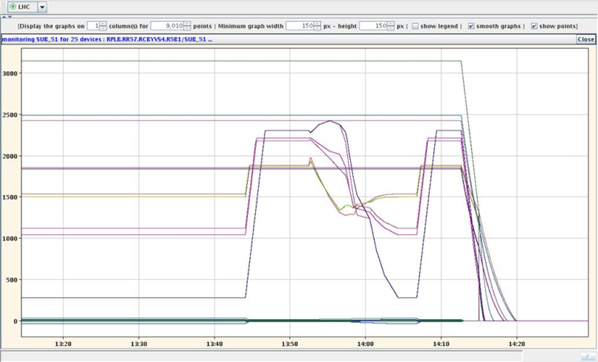 LHC
|Display the graphs on 1 column(s) for 9,010 points | Minimum graph width 150 px - height 150 px | show legend | smooth graphs | show points|
monitoring SUB_51 for 25 devices : RPLB.RR57.RCBYVS4.R5B1/SUB_51 ... Close
3000
2500
2000
1500
1000
500
0
13:20 13:30 13:40 13:50 14:00 14:10 14:20